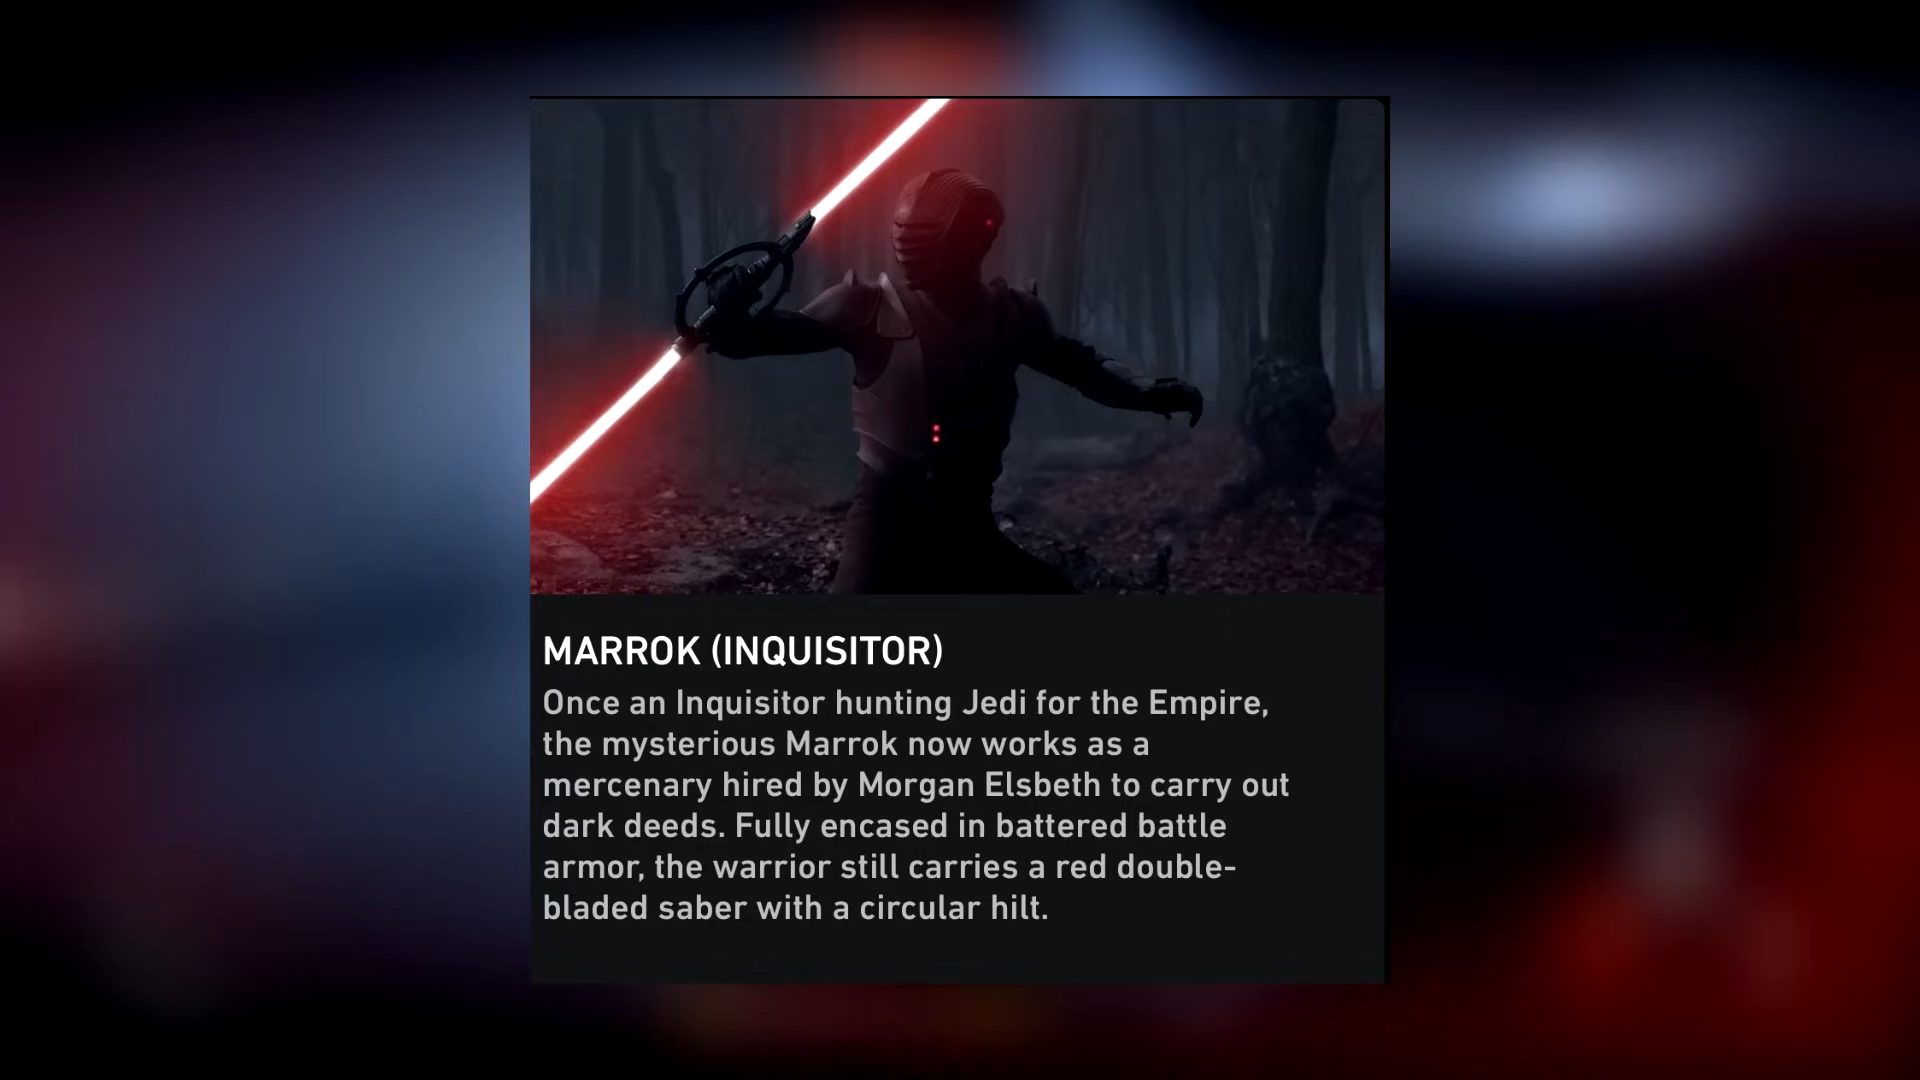 MARROK (INQUISITOR)
Once an Inquisitor hunting Jedi for the Empire,
the mysterious Marrok now works as a
mercenary hired by Morgan Elsbeth to carry out
dark deeds. Fully encased in battered battle
armor, the warrior still carries a red double-
bladed saber with a circular hilt.